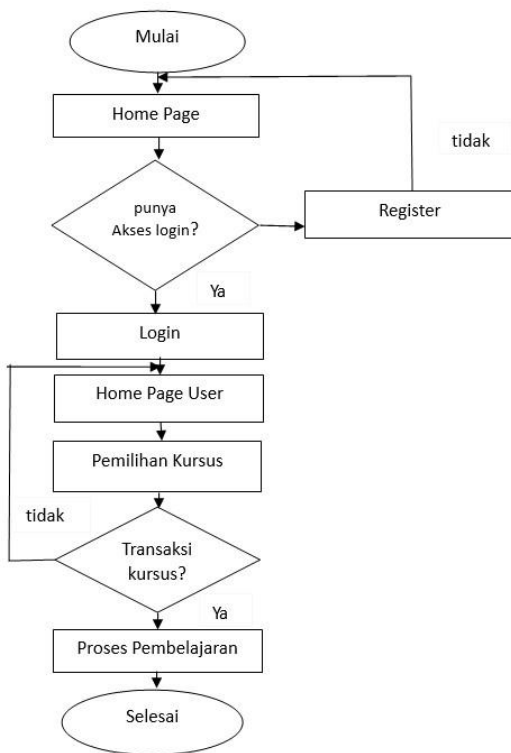 Mulai
Home Page
tidak
punya
Akses login?
Register
Ya
Login
Home Page User
Pemilihan Kursus
tidak
Transaksi
kursus?
Ya
Proses Pembelajaran
Selesai